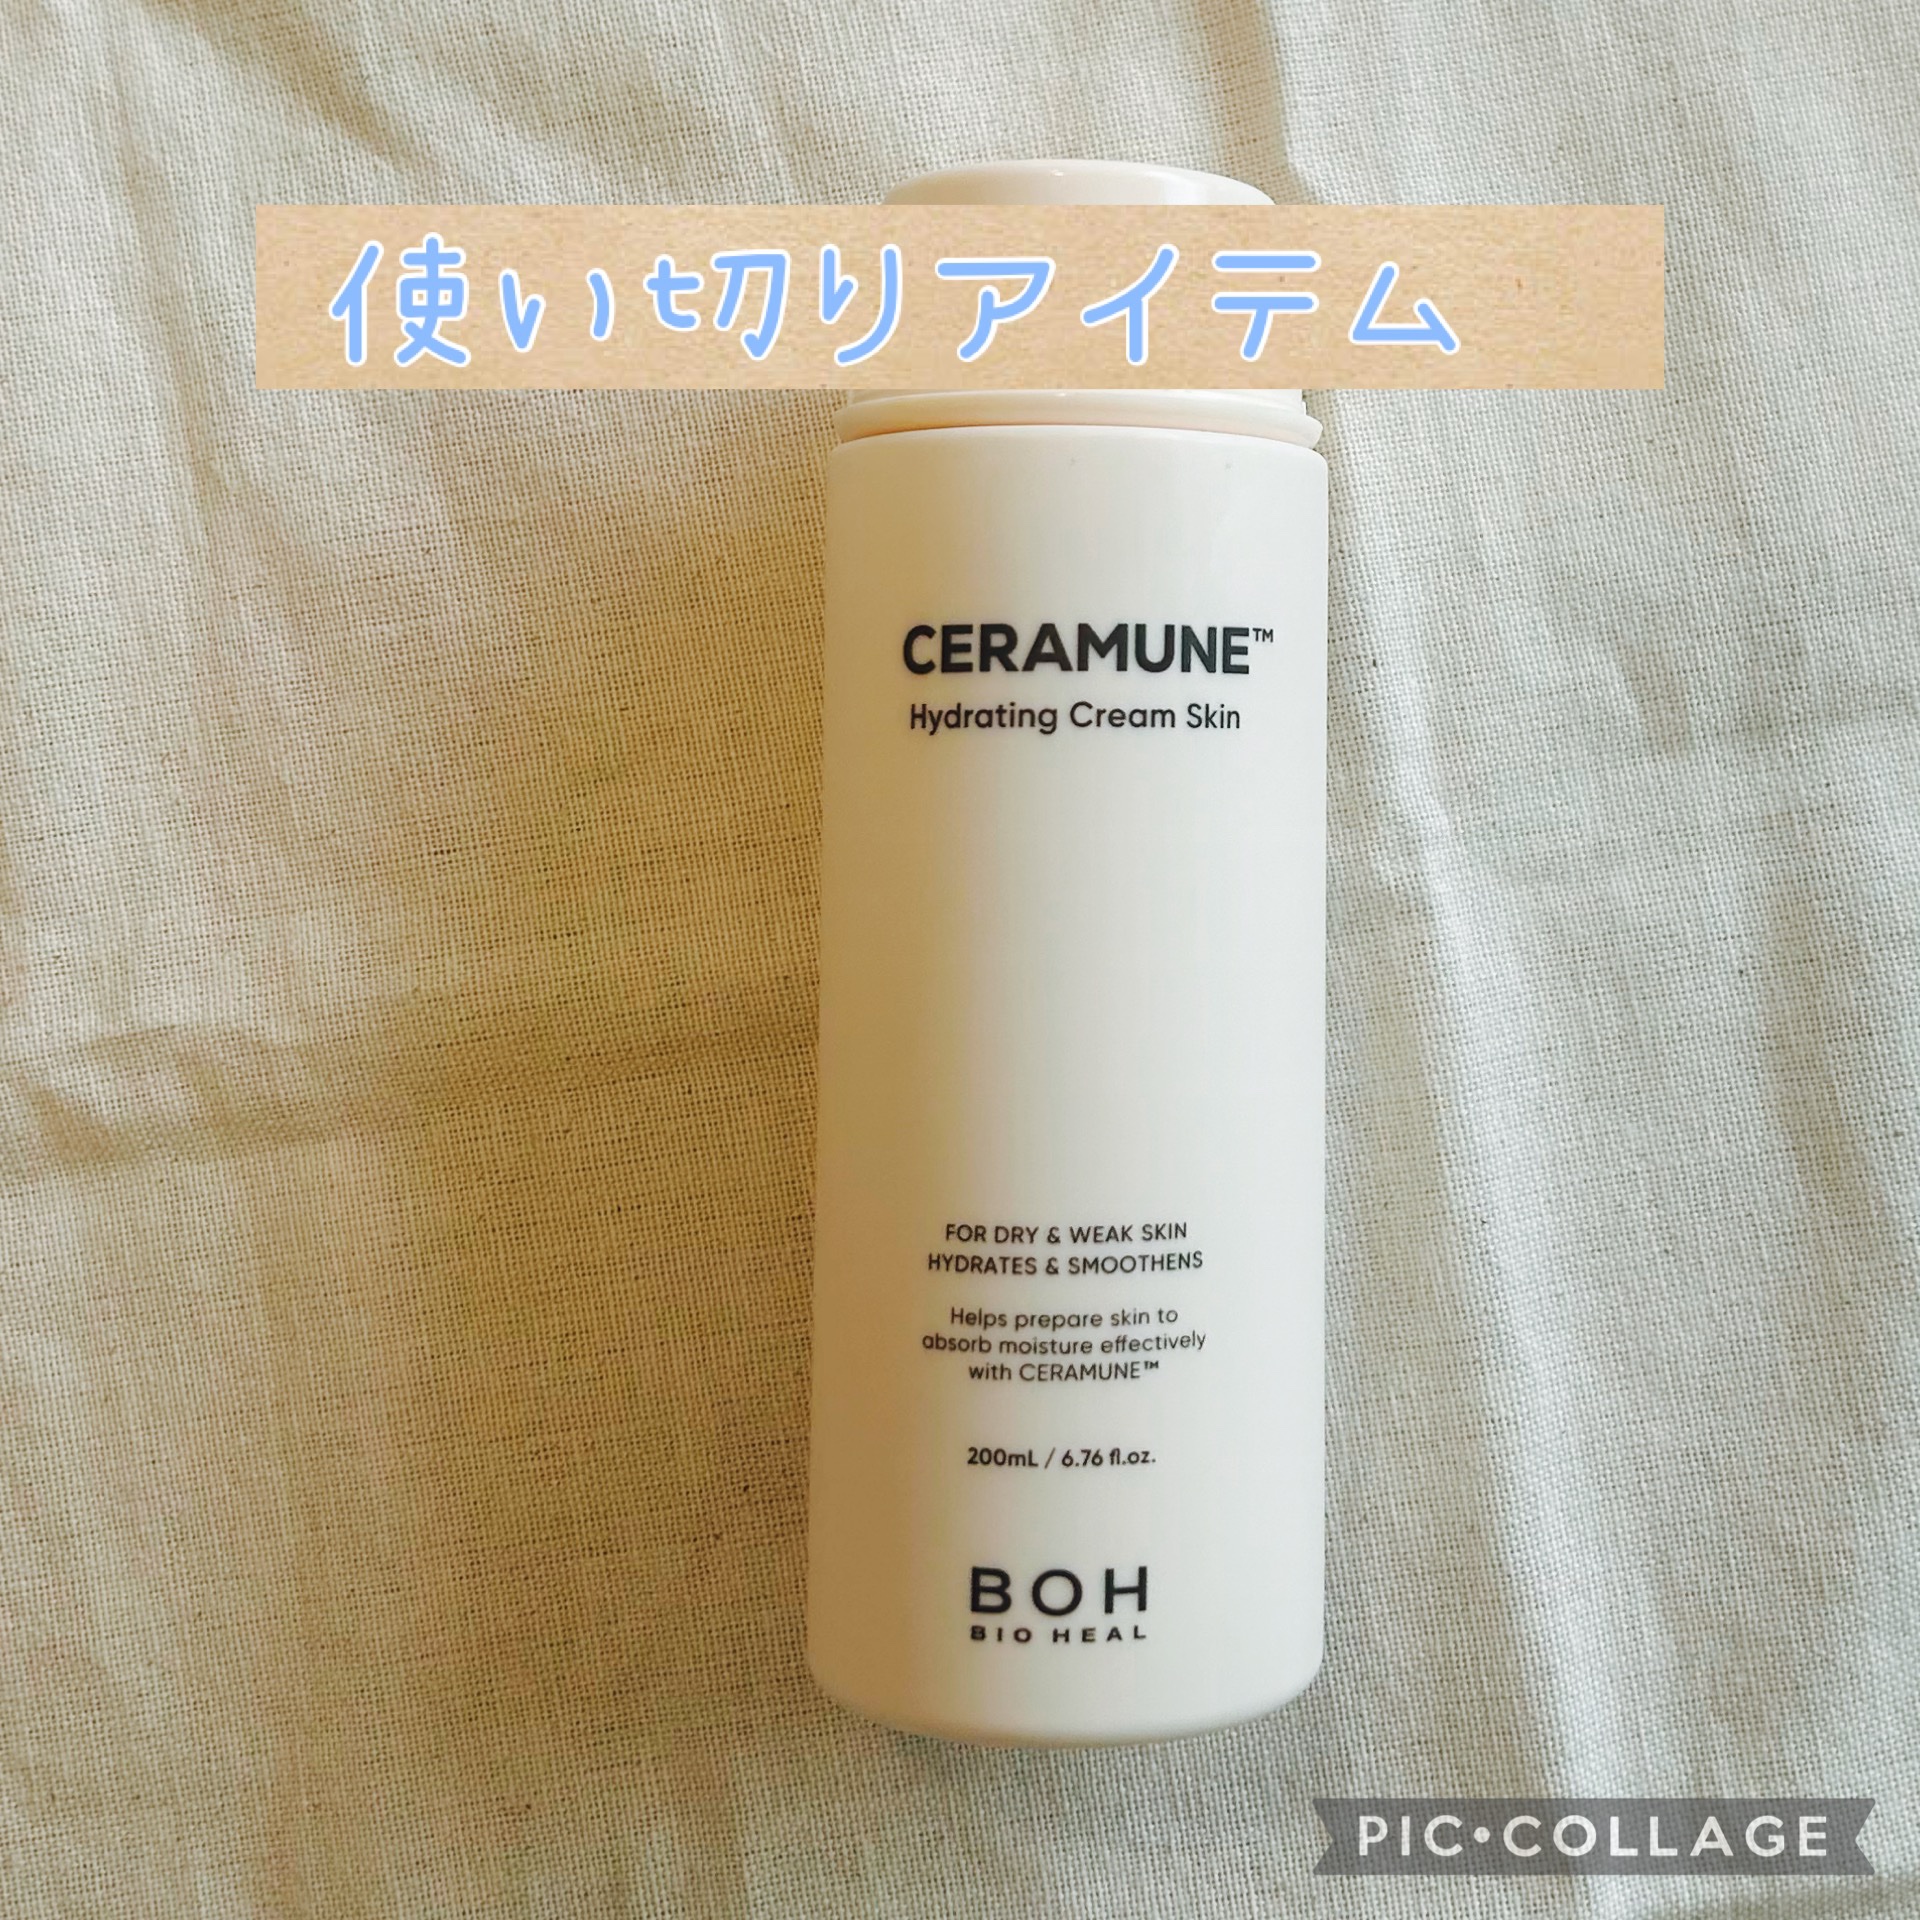 使い切りアイテム
CERAMUNE™
Hydrating Cream Skin
FOR DRY & WEAK SKIN
HYDRATES & SMOOTHENS
Helps prepare skin to
absorb moisture effectively
with CERAMUNE™
200mL / 6.76 fl.oz.
BOH
BIO HEAL
PIC•COLLAGE